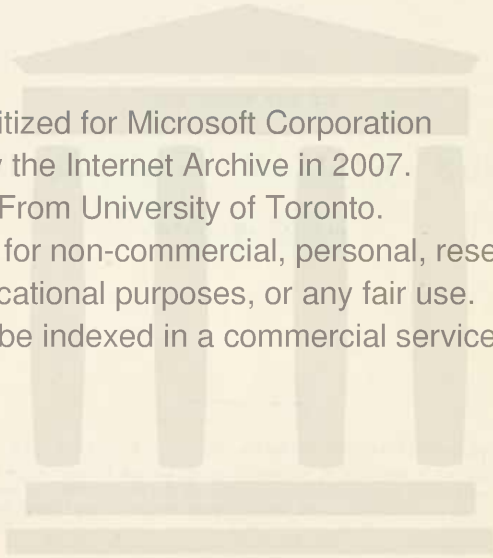 itized for Microsoft Corporation
the Internet Archive in 2007.
From University of Toronto.
for non-commercial, personal, rese
cational purposes, or any fair use.
be indexed in a commercial service